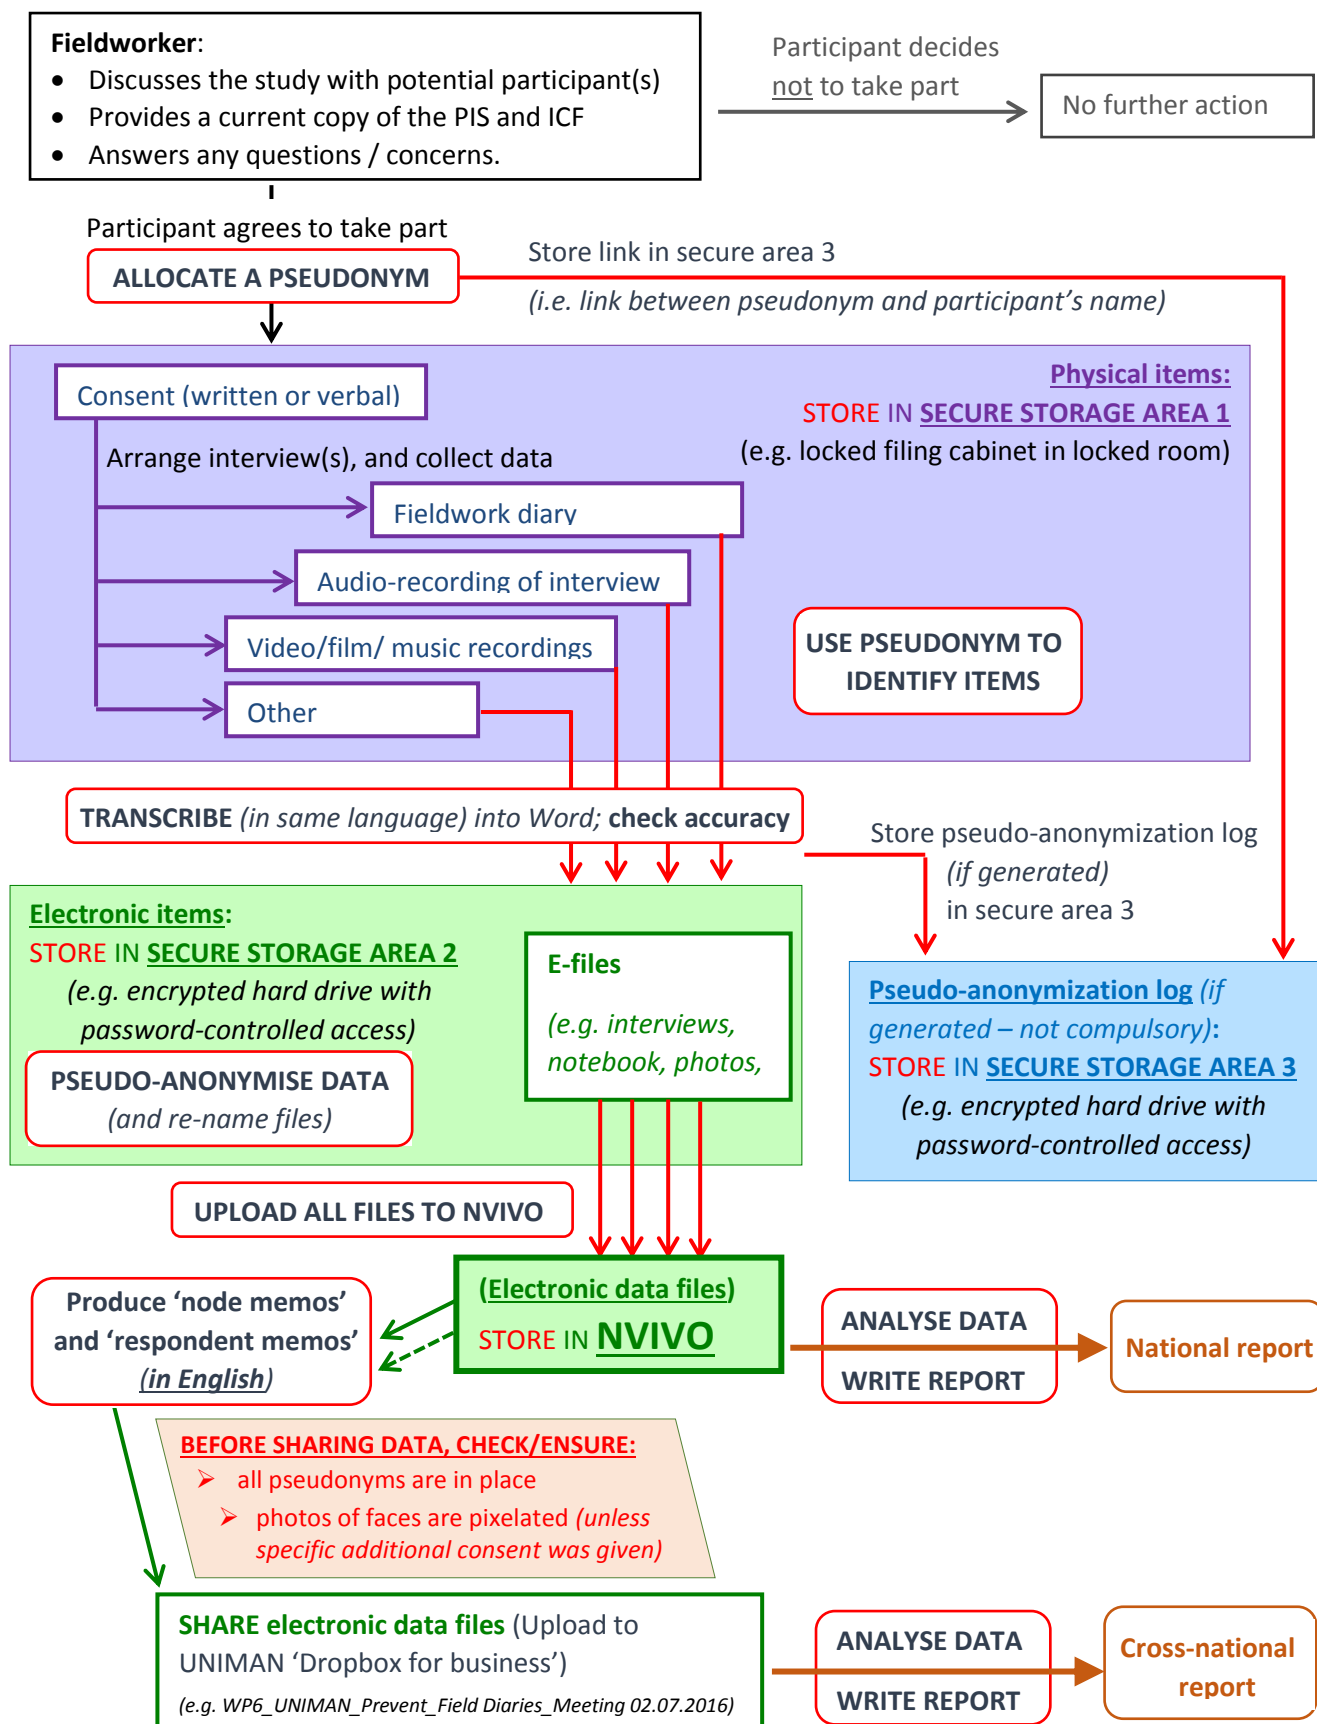 Fieldworker:
• Discusses the study with potential participant(s)
• Provides a current copy of the PIS and ICF
• Answers any questions / concerns.
Participant decides
not to take part
No further action
Participant agrees to take part
ALLOCATE A PSEUDONYM
Store link in secure area 3
(i.e. link between pseudonym and participant's name)
Physical items:
STORE IN SECURE STORAGE AREA 1
(e.g. locked filing cabinet in locked room)
Consent (written or verbal)
Arrange interview(s), and collect data
Fieldwork diary
Audio-recording of interview
Video/film/ music recordings
Other
USE PSEUDONYM TO
IDENTIFY ITEMS
TRANSCRIBE (in same language) into Word; check accuracy
Store pseudo-anonymization log
(if generated)
in secure area 3
Electronic items:
STORE IN SECURE STORAGE AREA 2
(e.g. encrypted hard drive with
password-controlled access)
PSEUDO-ANONYMISE DATA
(and re-name files)
E-files
(e.g. interviews,
notebook, photos,
Pseudo-anonymization log (if
generated – not compulsory):
STORE IN SECURE STORAGE AREA 3
(e.g. encrypted hard drive with
password-controlled access)
UPLOAD ALL FILES TO NVIVO
(Electronic data files)
STORE IN NVIVO
Produce 'node memos'
and 'respondent memos'
(in English)
ANALYSE DATA
WRITE REPORT
National report
BEFORE SHARING DATA, CHECK/ENSURE:
➢ all pseudonyms are in place
➢ photos of faces are pixelated (unless
specific additional consent was given)
SHARE electronic data files (Upload to
UNIMAN 'Dropbox for business')
(e.g. WP6_UNIMAN_Prevent_Field Diaries_Meeting 02.07.2016)
ANALYSE DATA
WRITE REPORT
Cross-national
report